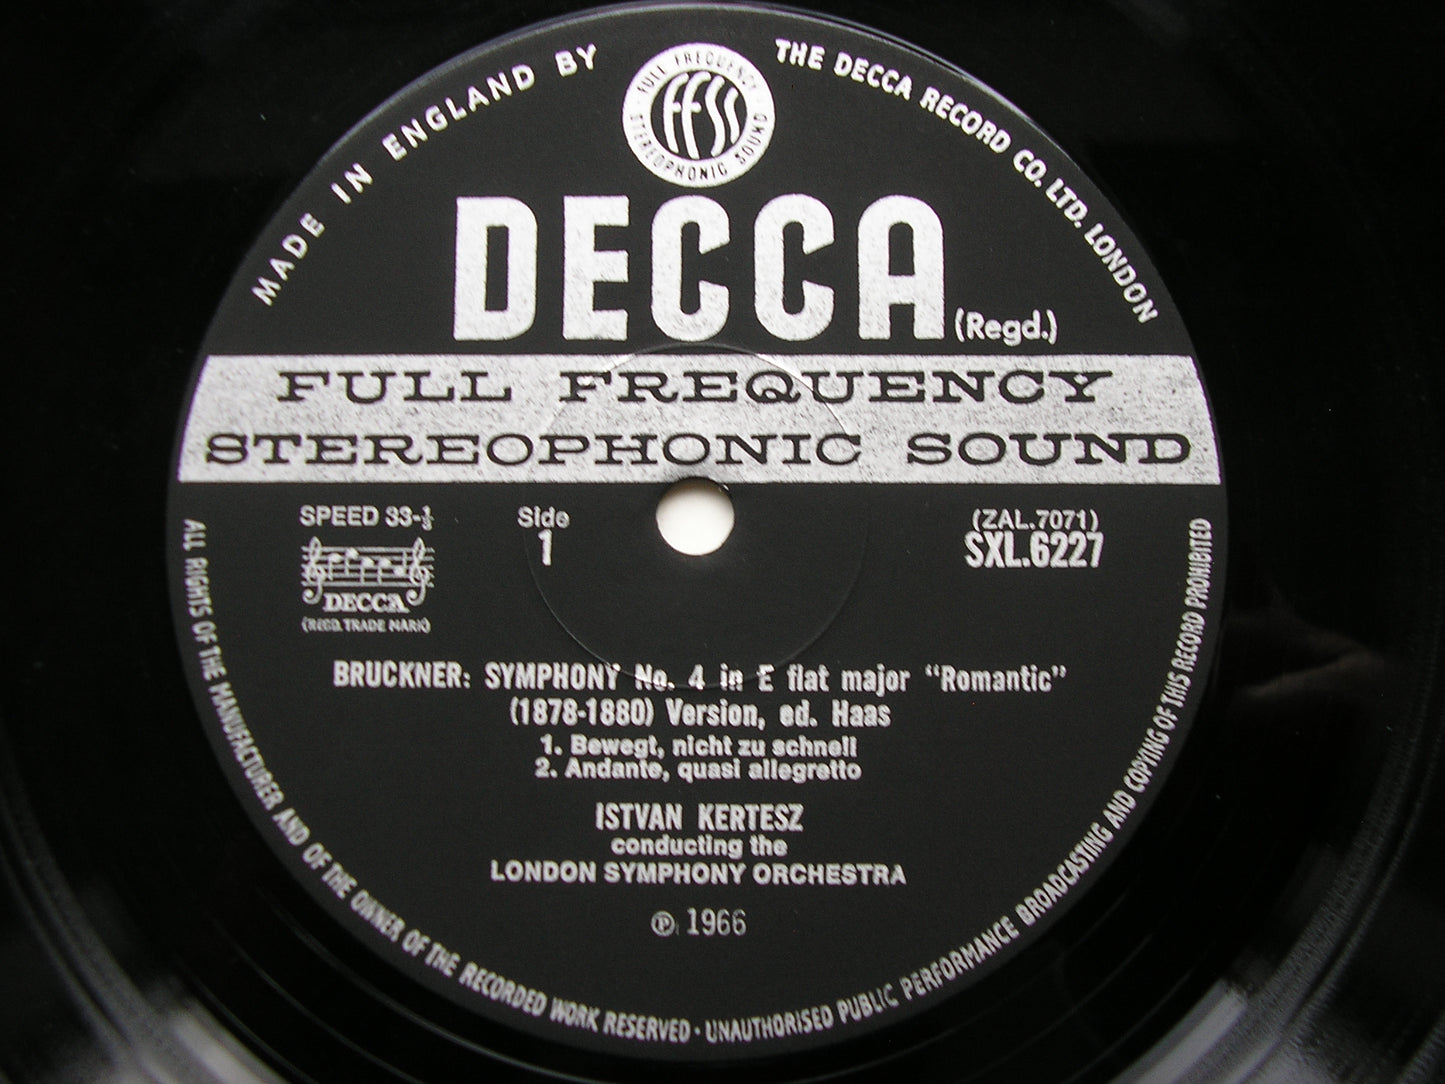 MADE IN ENGLAND BY
THE DECCA RECORD CO. LTD. LONDON
FULL FREQUENCY
ffss
STEREOPHONIC SOUND
DECCA
(Regd.)
FULL FREQUENCY
STEREOPHONIC SOUND
SPEED 33-⅓
Side
1
(ZAL.7071)
SXL.6227
DECCA
(REGD. TRADE MARK)
BRUCKNER: SYMPHONY No. 4 in E flat major “Romantic”
(1878-1880) Version, ed. Haas
1. Bewegt, nicht zu schnell
2. Andante, quasi allegretto
ISTVAN KERTESZ
conducting the
LONDON SYMPHONY ORCHESTRA
℗ 1966
ALL RIGHTS OF THE MANUFACTURER AND OF THE OWNER OF THE RECORDED WORK RESERVED · UNAUTHORISED PUBLIC PERFORMANCE BROADCASTING AND COPYING OF THIS RECORD PROHIBITED